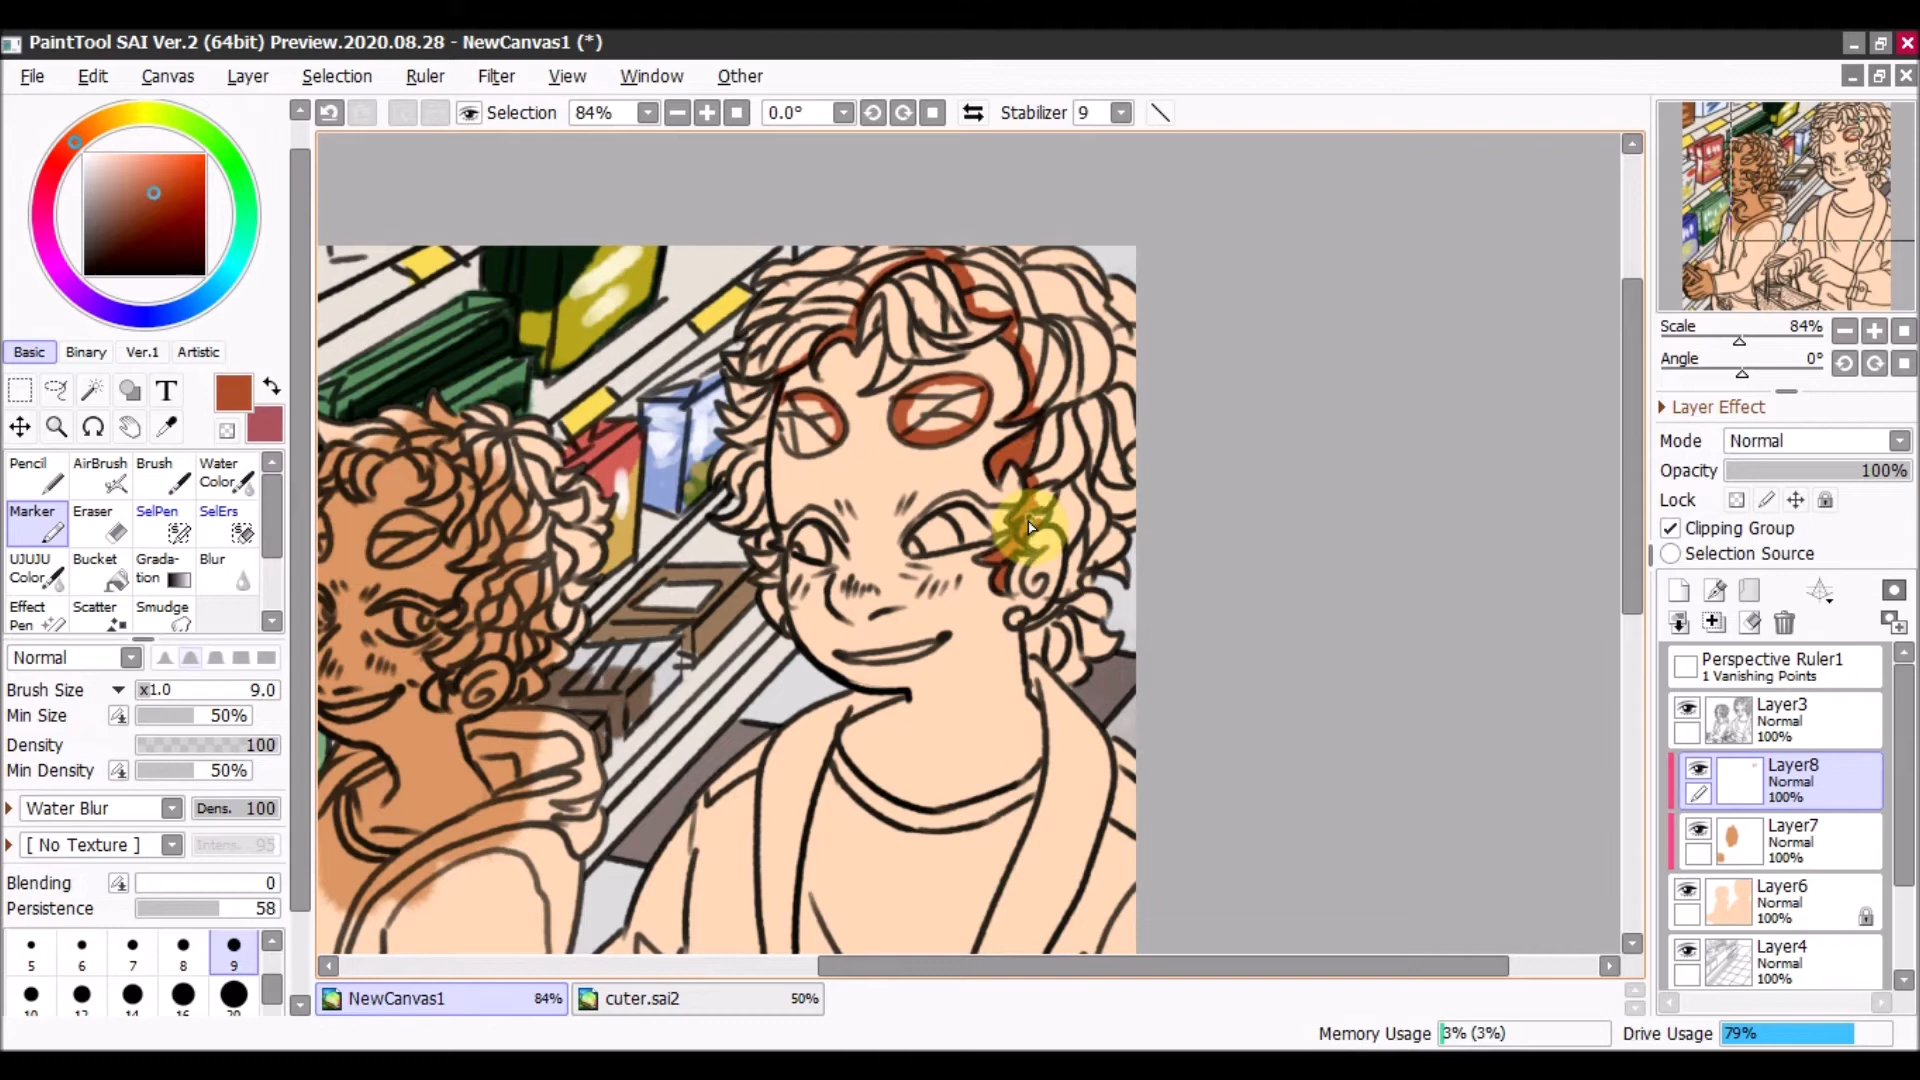 PaintTool SAI Ver.2 (64bit) Preview.2020.08.28 - NewCanvas1 (*)
File Edit Canvas Layer Selection Ruler Filter View Window Other
Selection 84% 0.0° Stabilizer 9
Basic Binary Ver.1 Artistic
T
Pencil AirBrush Brush Water Color
Marker Eraser SelPen SelErs
UJUJU Color Bucket Grada-tion Blur
Effect Pen Scatter Smudge
Normal
Brush Size x1.0 9.0
Min Size 50%
Density 100
Min Density 50%
Water Blur Dens. 100
[ No Texture ] Intens. 95
Blending 0
Persistence 58
5 6 7 8 9
NewCanvas1 84% cuter.sai2 50%
Memory Usage 3% (3%) Drive Usage 79%
Scale 84%
Angle 0°
Layer Effect
Mode Normal
Opacity 100%
Lock
Clipping Group
Selection Source
Perspective Ruler1
1 Vanishing Points
Layer3
Normal
100%
Layer8
Normal
100%
Layer7
Normal
100%
Layer6
Normal
100%
Layer4
Normal
100%